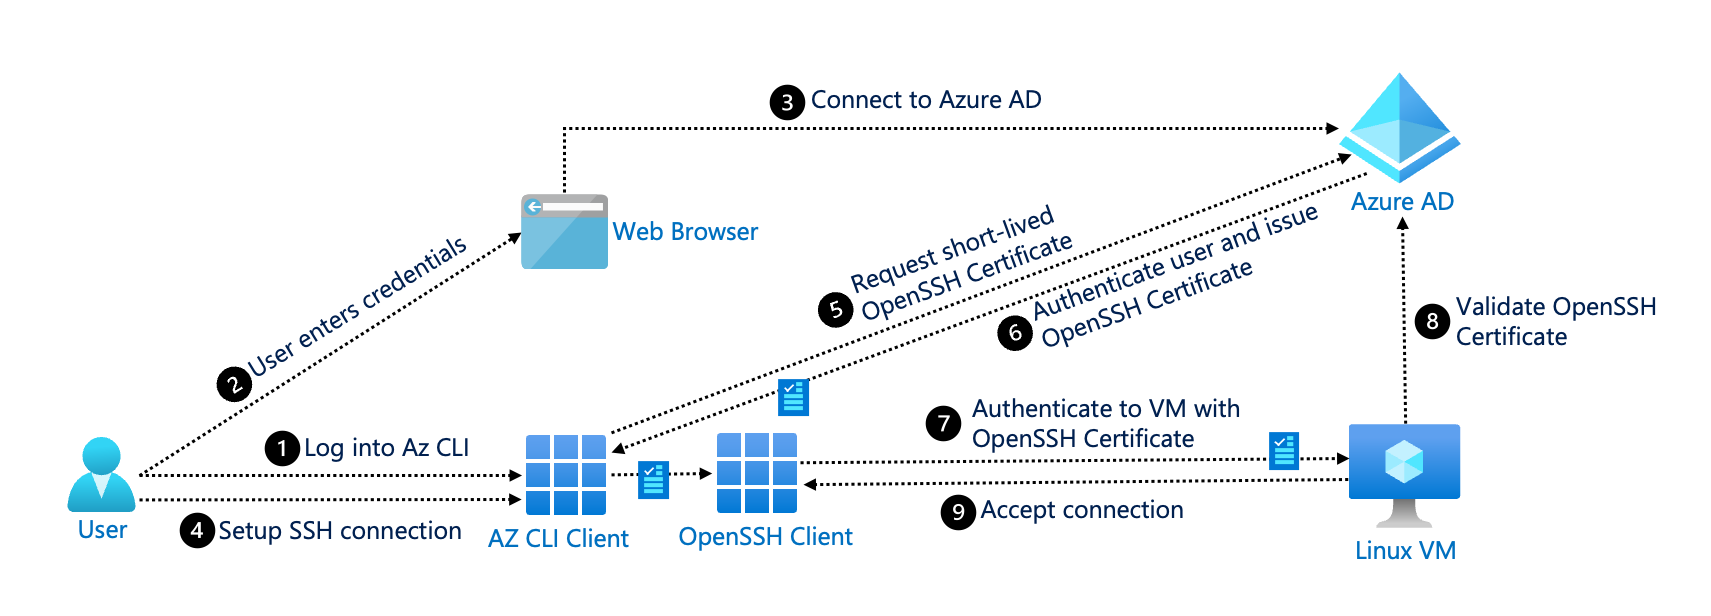 3 Connect to Azure AD
Azure AD
Web Browser
2 User enters credentials
5 Request short-lived
OpenSSH Certificate
6 Authenticate user and issue
OpenSSH Certificate
8 Validate OpenSSH
Certificate
1 Log into Az CLI
7 Authenticate to VM with
OpenSSH Certificate
4 Setup SSH connection
9 Accept connection
User
AZ CLI Client
OpenSSH Client
Linux VM